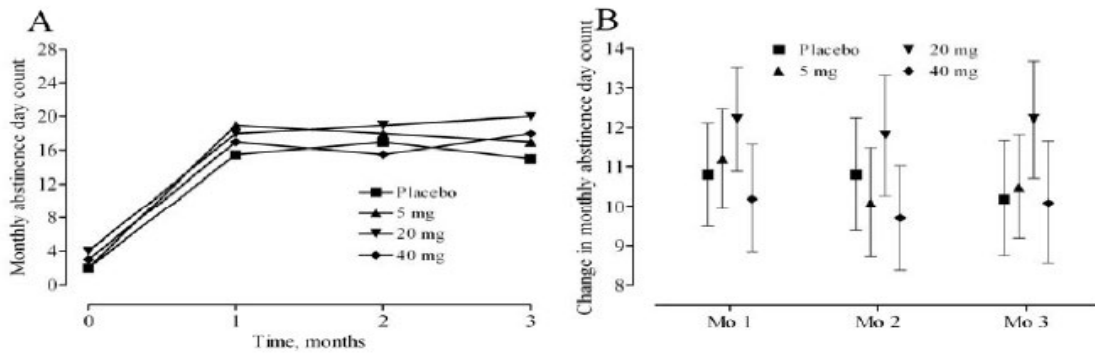 A
Monthly abstinence day count
28
24
20
16
12
8
4
0
Placebo
5 mg
20 mg
40 mg
0 1 2 3
Time, months
B
Change in monthly abstinence day count
14
13
12
11
10
9
8
Placebo 20 mg
5 mg 40 mg
Mo 1 Mo 2 Mo 3